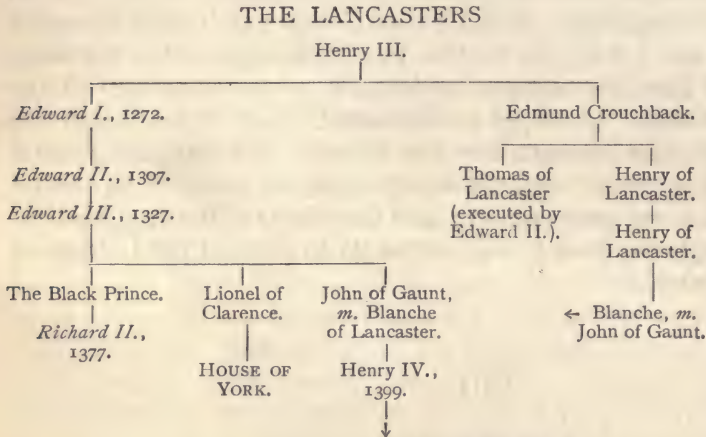 THE LANCASTERS
Henry III.
Edward I., 1272.
Edmund Crouchback.
Edward II., 1307.
Edward III., 1327.
Thomas of
Lancaster
(executed by
Edward II.).
Henry of
Lancaster.
Henry of
Lancaster.
The Black Prince.
Richard II.,
1377.
Lionel of
Clarence.
HOUSE OF
YORK.
John of Gaunt,
m. Blanche
of Lancaster.
Henry IV.,
1399.
← Blanche, m.
John of Gaunt.